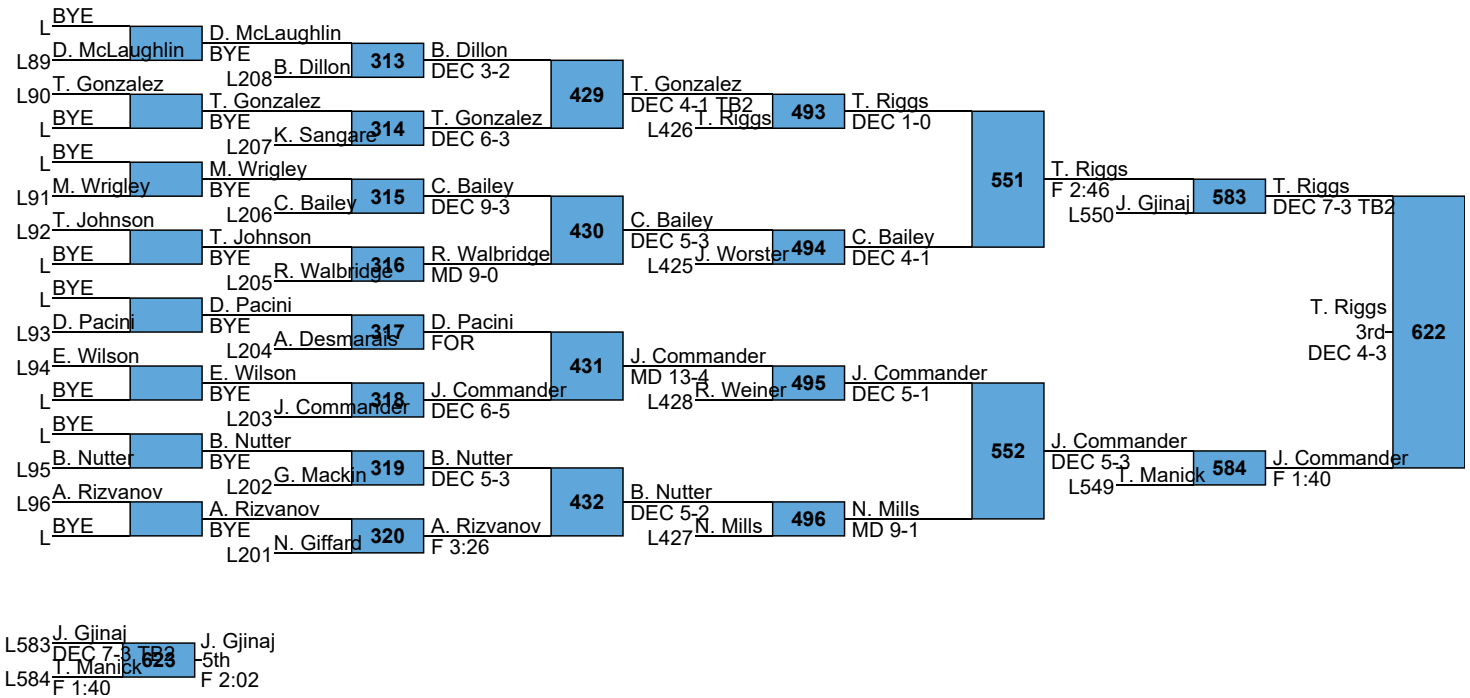 L BYE
L89 D. McLaughlin
D. McLaughlin
BYE
L208 B. Dillon
313
B. Dillon
DEC 3-2
L90 T. Gonzalez
L BYE
T. Gonzalez
BYE
L207 K. Sangare
314
T. Gonzalez
DEC 6-3
429
T. Gonzalez
DEC 4-1 TB2
L426 T. Riggs
493
T. Riggs
DEC 1-0
L BYE
L91 M. Wrigley
M. Wrigley
BYE
L206 C. Bailey
315
C. Bailey
DEC 9-3
L92 T. Johnson
L BYE
T. Johnson
BYE
L205 R. Walbridge
316
R. Walbridge
MD 9-0
430
C. Bailey
DEC 5-3
L425 J. Worster
494
C. Bailey
DEC 4-1
551
T. Riggs
F 2:46
L550 J. Gjinaj
583
T. Riggs
DEC 7-3 TB2
L BYE
L93 D. Pacini
D. Pacini
BYE
L204 A. Desmarais
317
D. Pacini
FOR
L94 E. Wilson
L BYE
E. Wilson
BYE
L203 J. Commander
318
J. Commander
DEC 6-5
431
J. Commander
MD 13-4
L428 R. Weiner
495
J. Commander
DEC 5-1
L BYE
L95 B. Nutter
B. Nutter
BYE
L202 G. Mackin
319
B. Nutter
DEC 5-3
L96 A. Rizvanov
L BYE
A. Rizvanov
BYE
L201 N. Giffard
320
A. Rizvanov
F 3:26
432
B. Nutter
DEC 5-2
L427 N. Mills
496
N. Mills
MD 9-1
552
J. Commander
DEC 5-3
L549 T. Manick
584
J. Commander
F 1:40
T. Riggs
3rd
DEC 4-3
622
L583 J. Gjinaj
DEC 7-3 TB2
L584 T. Manick
F 1:40
623
J. Gjinaj
5th
F 2:02